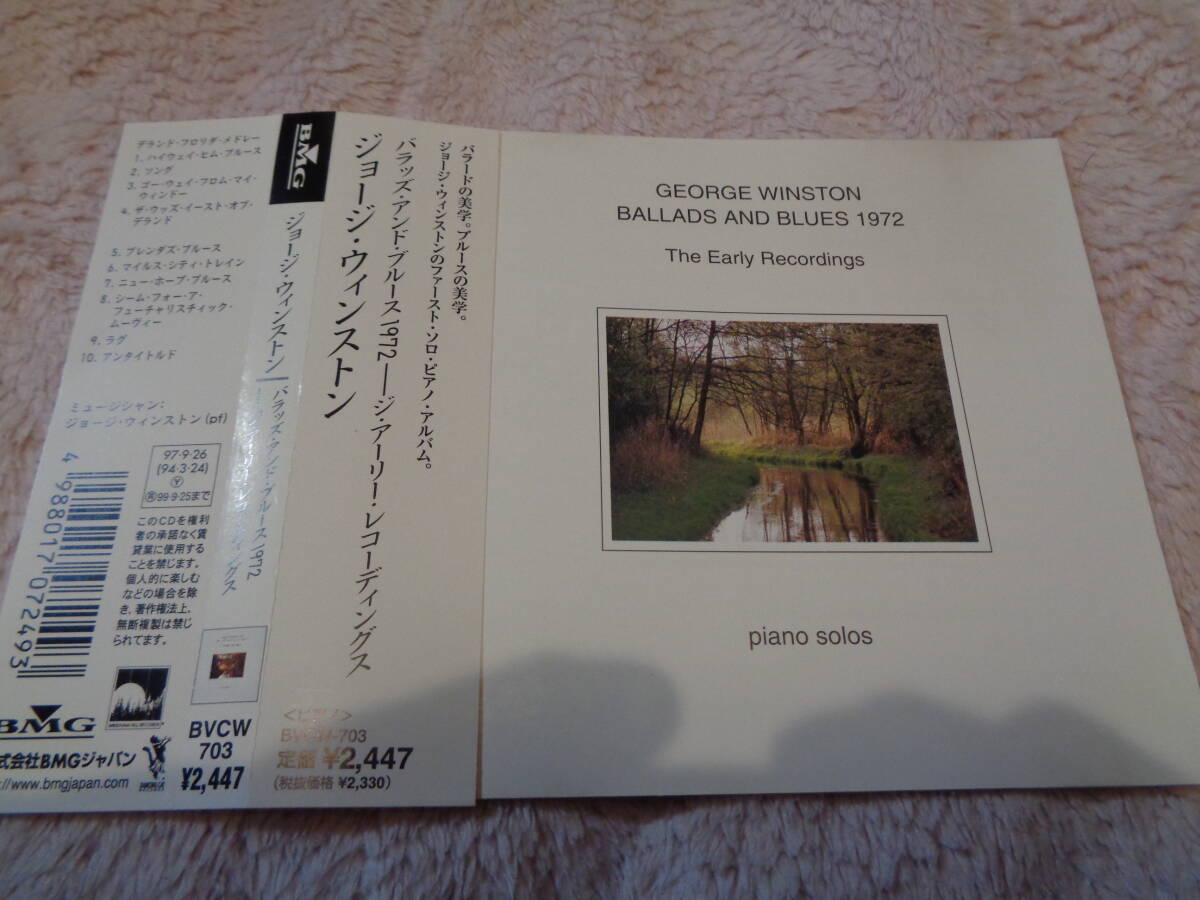 デランド・フロリダ・メドレー
1. ハイウェイ・ヒム・ブルース
2. ソング
3. ゴー・ウェイ・フロム・マイ・
ウィンドー
4. ザ・ウッズ・イースト・オブ・
デランド
5. ブレンダズ・ブルース
6. マイルス・シティ・トレイン
7. ニュー・ホープ・ブルース
8. シーム・フォー・ア・
フューチャリスティック・
ムーヴィー
9. ラグ
10. アンタイトルド
ミュージシャン:
ジョージ・ウィンストン(pf)
4988017072493
97・9・26
(94・3・24)
Y
再99・9・25まで
このCDを権利
者の承諾なく賃
貸業に使用する
ことを禁じます。
個人的に楽しむ
などの場合を除
き、著作権法上、
無断複製は禁じ
られてます。
BMG
式会社BMGジャパン
://www.bmgjapan.com/
BVCW
703
¥2,447
BMG
ジョージ・ウィンストン
バラッズ・アンド・ブルース1972
バラードの美学。ブルースの美学。
ジョージ・ウィンストンのファースト・ソロ・ピアノ・アルバム。
バラッズ・アンド・ブルース1972―ジ・アーリー・レコーディングス
ジョージ・ウィンストン
<ピアノ>
BVCW-703
定価 ¥2,447
(税抜価格 ¥2,330)
GEORGE WINSTON
BALLADS AND BLUES 1972
The Early Recordings
piano solos